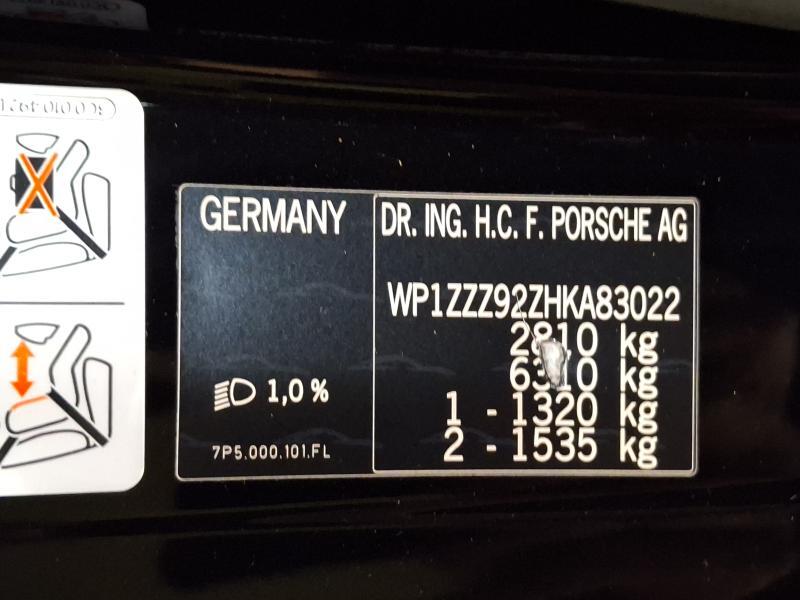 GERMANY
DR. ING. H.C. F. PORSCHE AG
WP1ZZZ92ZHKA83022
2810 kg
kg
1 - 1320 kg
2 - 1535 kg
1,0 %
7P5.000.101.FL